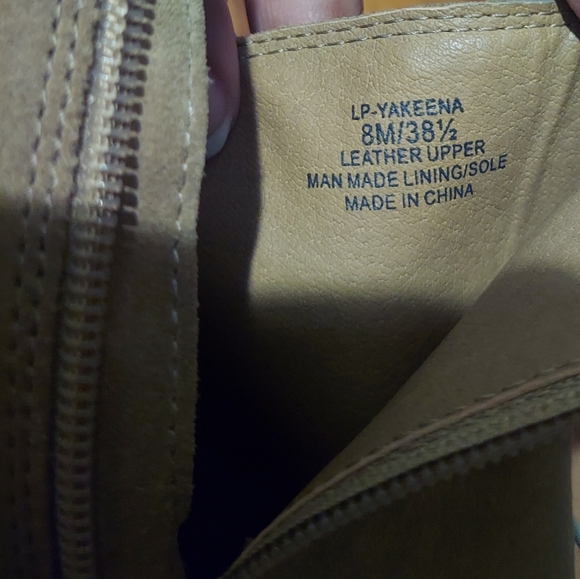 LP-YAKEENA
8M/38½
LEATHER UPPER
MAN MADE LINING/SOLE
MADE IN CHINA